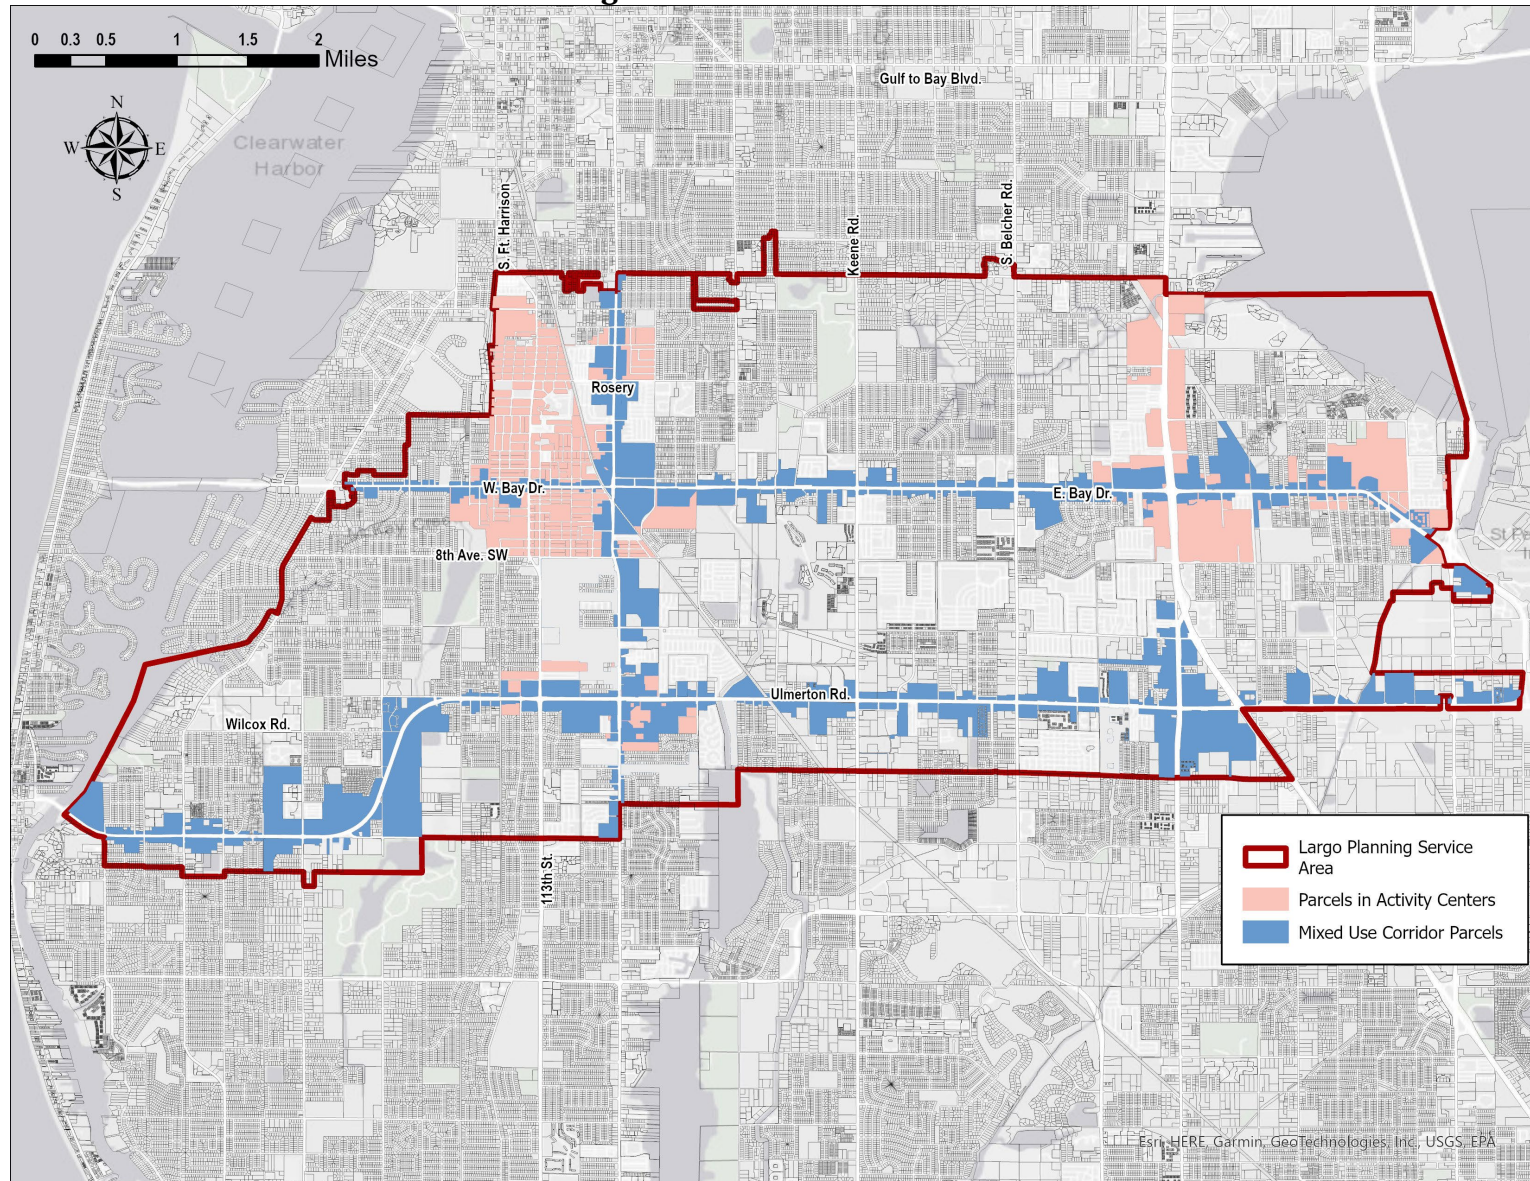 0 0.3 0.5 1 1.5 2 Miles
Gulf to Bay Blvd.
N
W E
S
Clearwater
Harbor
S. Ft. Harrison
Keene Rd.
S. Belcher Rd.
Rosery
W. Bay Dr.
E. Bay Dr.
8th Ave. SW
Ulmerton Rd.
Wilcox Rd.
113th St.
Largo Planning Service
Area
Parcels in Activity Centers
Mixed Use Corridor Parcels
Esri, HERE, Garmin, GeoTechnologies, Inc., USGS, EPA